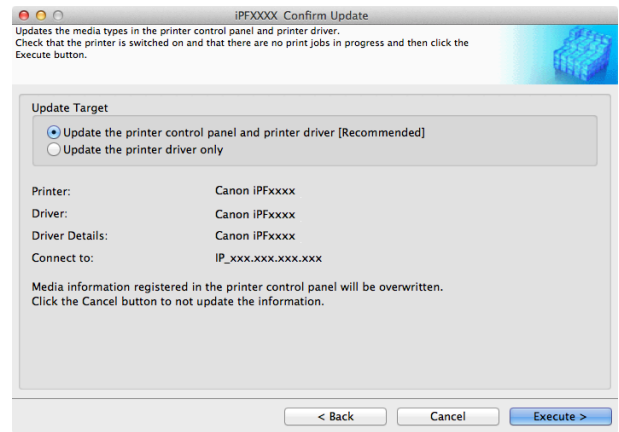 iPFXXXX Confirm Update
Updates the media types in the printer control panel and printer driver.
Check that the printer is switched on and that there are no print jobs in progress and then click the
Execute button.
Update Target
Update the printer control panel and printer driver [Recommended]
Update the printer driver only
Printer: Canon iPFxxxx
Driver: Canon iPFxxxx
Driver Details: Canon iPFxxxx
Connect to: IP_xxx.xxx.xxx.xxx
Media information registered in the printer control panel will be overwritten.
Click the Cancel button to not update the information.
< Back Cancel Execute >